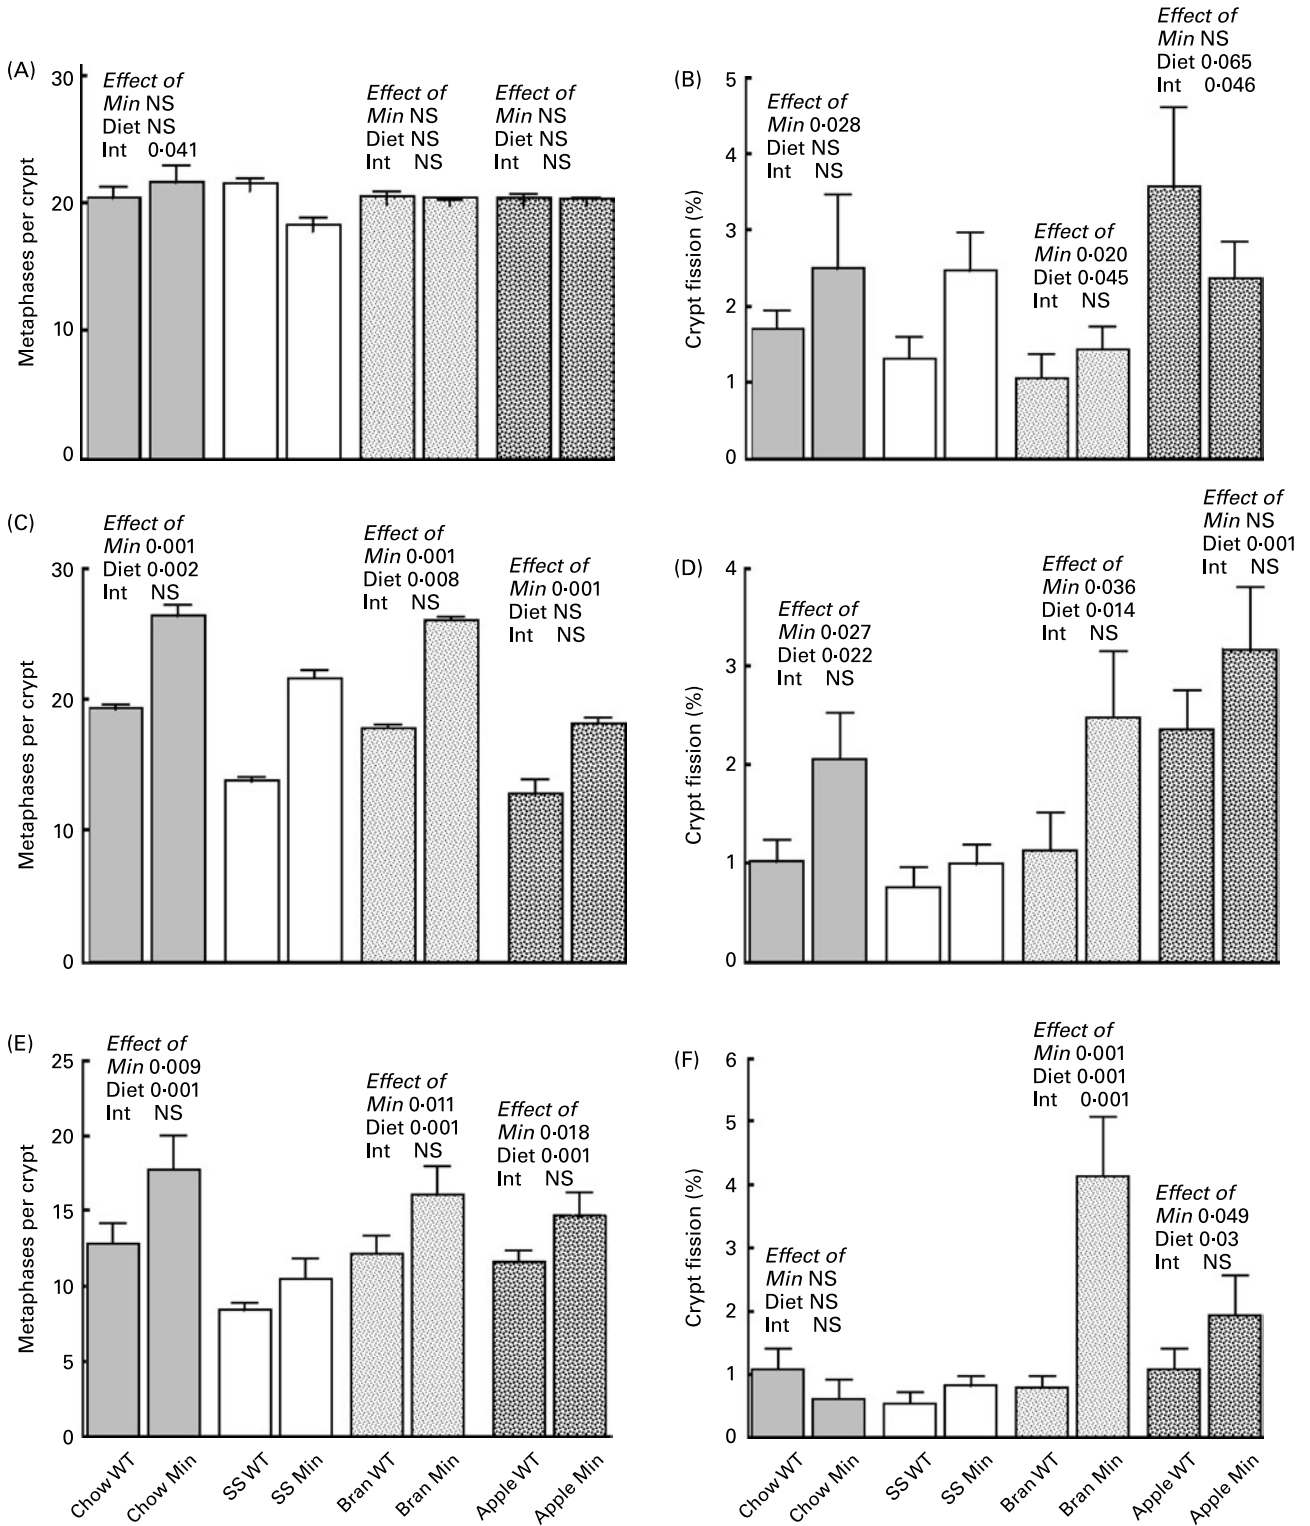 (A)
Metaphases per crypt
30
20
10
0
Effect of
Min NS
Diet NS
Int 0·041
Effect of
Min NS
Diet NS
Int NS
Effect of
Min NS
Diet NS
Int NS
(B)
Crypt fission (%)
5
4
3
2
1
0
Effect of
Min 0·028
Diet NS
Int NS
Effect of
Min 0·020
Diet 0·045
Int NS
Effect of
Min NS
Diet 0·065
Int 0·046
(C)
Metaphases per crypt
30
20
10
0
Effect of
Min 0·001
Diet 0·002
Int NS
Effect of
Min 0·001
Diet 0·008
Int NS
Effect of
Min 0·001
Diet NS
Int NS
(D)
Crypt fission (%)
4
3
2
1
0
Effect of
Min 0·027
Diet 0·022
Int NS
Effect of
Min 0·036
Diet 0·014
Int NS
Effect of
Min NS
Diet 0·001
Int NS
(E)
Metaphases per crypt
25
20
15
10
5
0
Effect of
Min 0·009
Diet 0·001
Int NS
Effect of
Min 0·011
Diet 0·001
Int NS
Effect of
Min 0·018
Diet 0·001
Int NS
Chow WT
Chow Min
SS WT
SS Min
Bran WT
Bran Min
Apple WT
Apple Min
(F)
Crypt fission (%)
6
5
4
3
2
1
0
Effect of
Min NS
Diet NS
Int NS
Effect of
Min 0·001
Diet 0·001
Int 0·001
Effect of
Min 0·049
Diet 0·03
Int NS
Chow WT
Chow Min
SS WT
SS Min
Bran WT
Bran Min
Apple WT
Apple Min